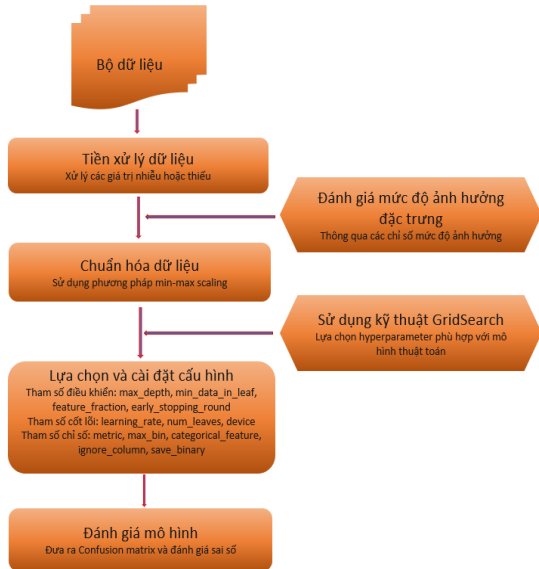 Bộ dữ liệu
Tiền xử lý dữ liệu
Xử lý các giá trị nhiễu hoặc thiếu
Đánh giá mức độ ảnh hưởng
đặc trưng
Thông qua các chỉ số mức độ ảnh hưởng
Chuẩn hóa dữ liệu
Sử dụng phương pháp min-max scaling
Sử dụng kỹ thuật GridSearch
Lựa chọn hyperparameter phù hợp với mô
hình thuật toán
Lựa chọn và cài đặt cấu hình
Tham số điều khiển: max_depth, min_data_in_leaf,
feature_fraction, early_stopping_round
Tham số cốt lõi: learning_rate, num_leaves, device
Tham số chỉ số: metric, max_bin, categorical_feature,
ignore_column, save_binary
Đánh giá mô hình
Đưa ra Confusion matrix và đánh giá sai số